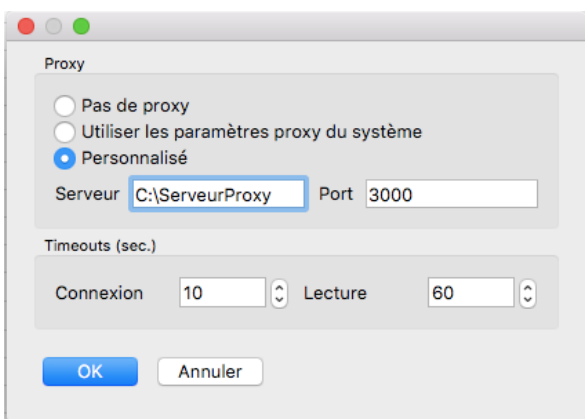 Proxy
Pas de proxy
Utiliser les paramètres proxy du système
Personnalisé
Serveur C:\ServeurProxy Port 3000
Timeouts (sec.)
Connexion 10 Lecture 60
OK Annuler